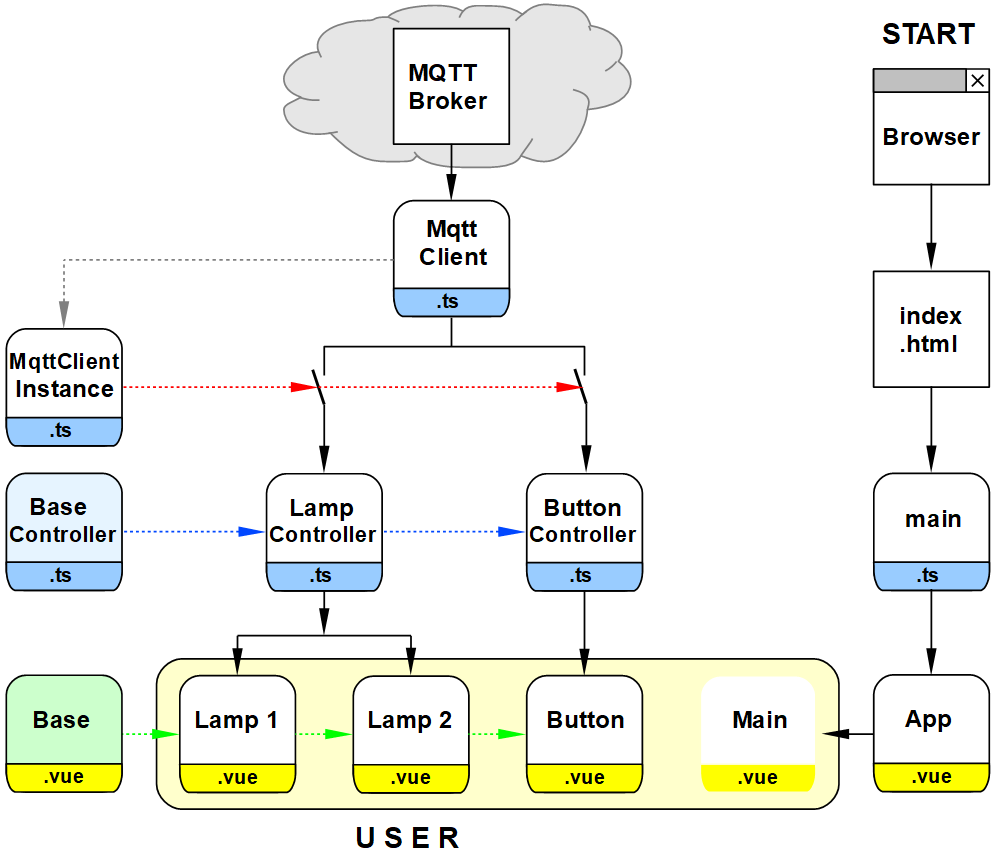 START
MQTT
Broker
Browser
Mqtt
Client
.ts
index
.html
MqttClient
Instance
.ts
Base
Controller
.ts
Lamp
Controller
.ts
Button
Controller
.ts
main
.ts
Base
.vue
Lamp 1
.vue
Lamp 2
.vue
Button
.vue
Main
.vue
App
.vue
USER